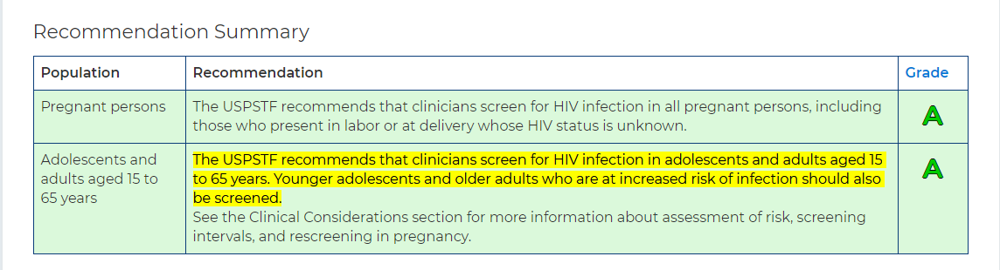 Recommendation Summary
Population Recommendation Grade
Pregnant persons
The USPSTF recommends that clinicians screen for HIV infection in all pregnant persons, including
those who present in labor or at delivery whose HIV status is unknown.
A
Adolescents and
adults aged 15 to
65 years
The USPSTF recommends that clinicians screen for HIV infection in adolescents and adults aged 15
to 65 years. Younger adolescents and older adults who are at increased risk of infection should also
be screened.
See the Clinical Considerations section for more information about assessment of risk, screening
intervals, and rescreening in pregnancy.
A